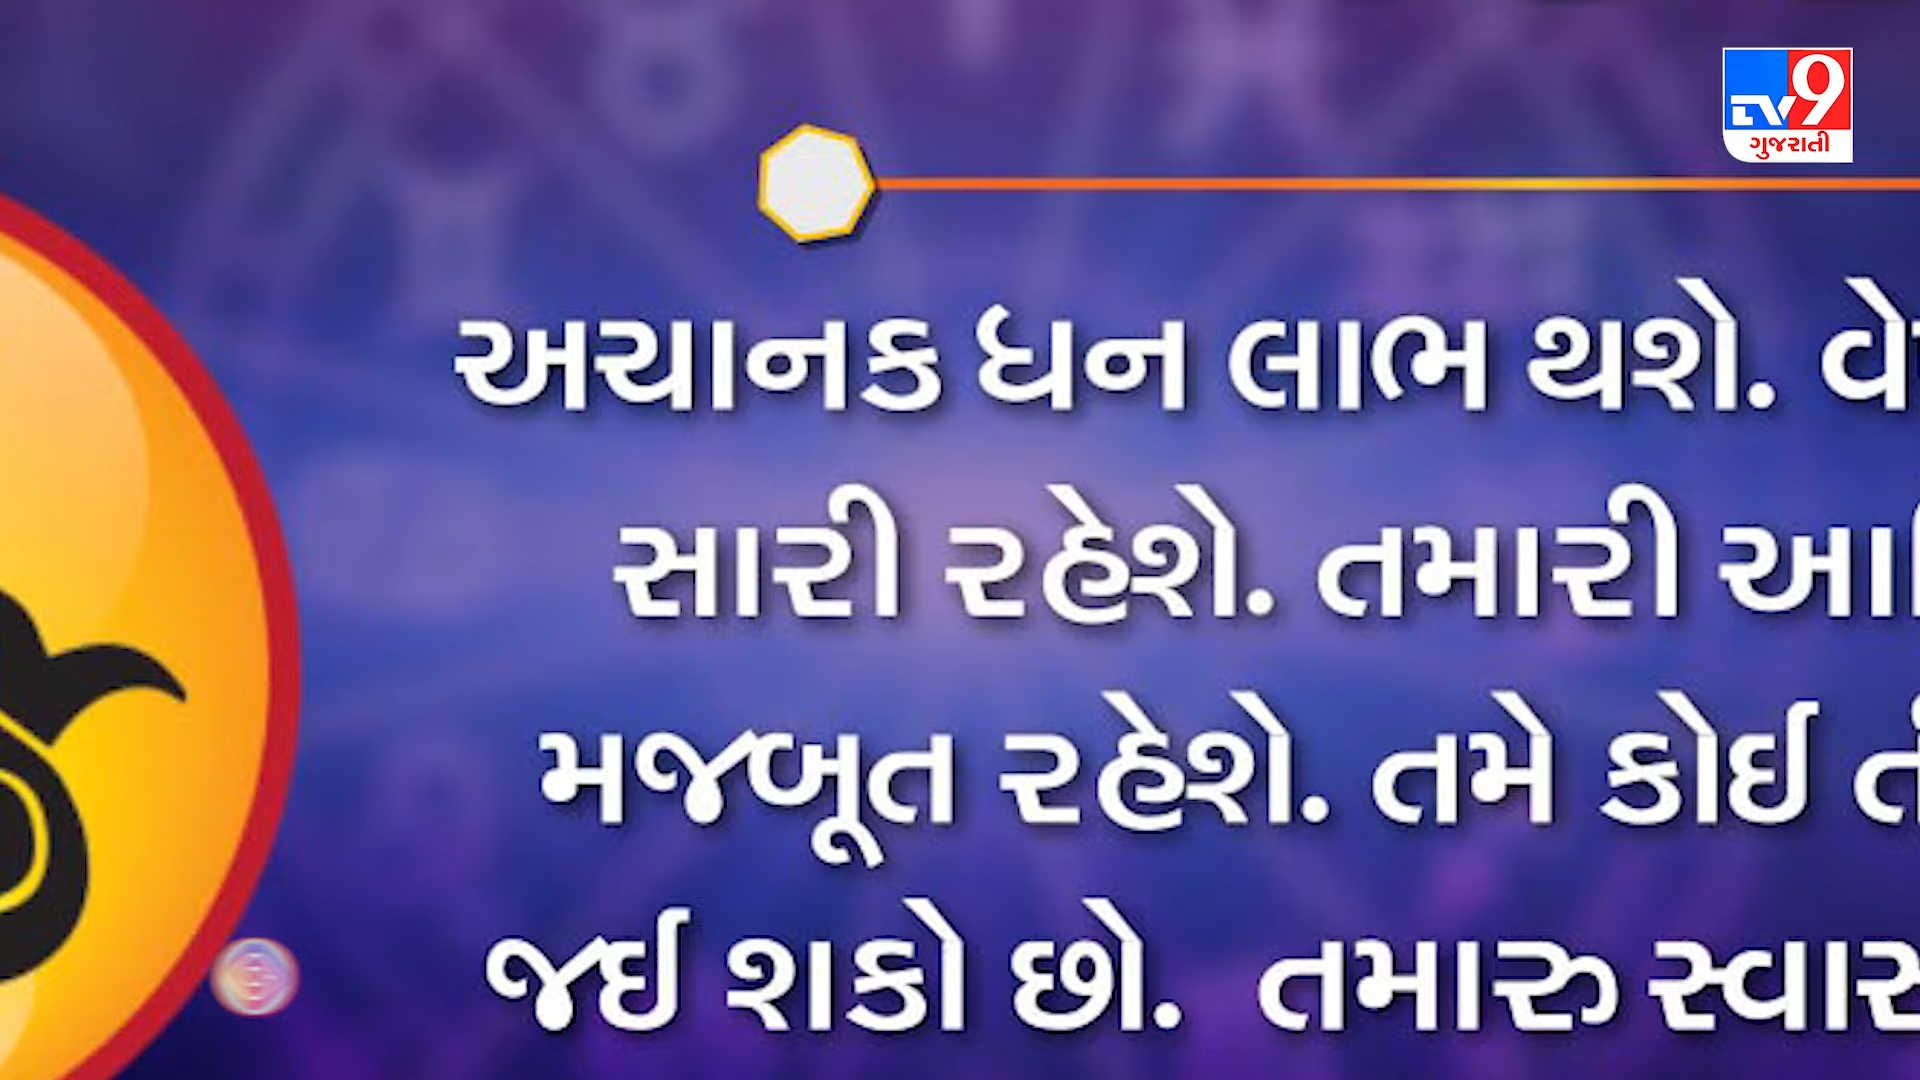 TV9
ગુજરાતી
અચાનક ધન લાભ થશે.
સારી રહેશે. તમારી
મજબૂત રહેશે. તમે કોઈ
જઈ શકો છો. તમારુ